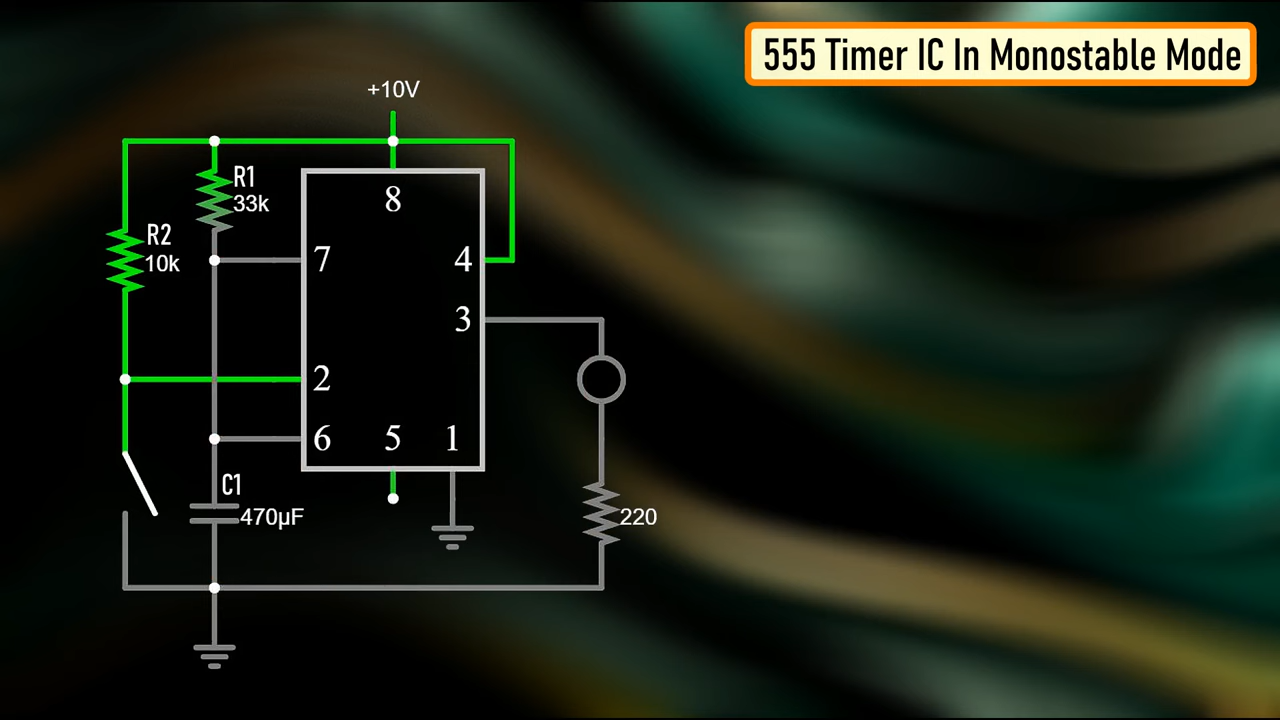 555 Timer IC In Monostable Mode
+10V
R1
33k
8
R2
10k
7
4
3
2
6
5
1
C1
470µF
220